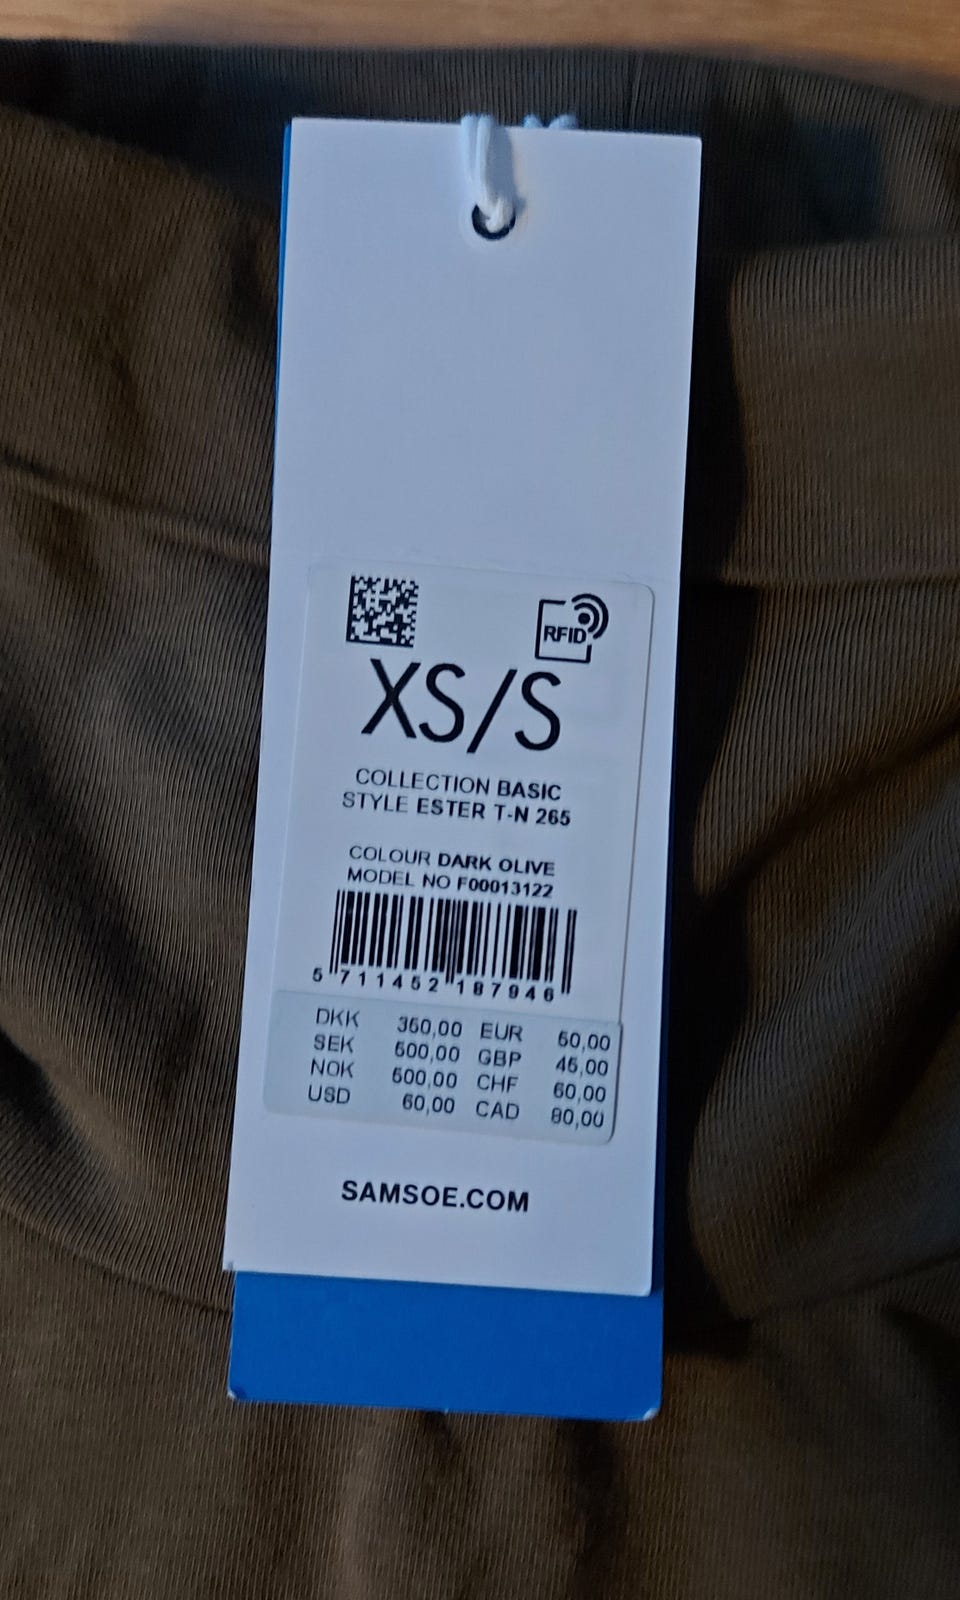 RFID
XS/S
COLLECTION BASIC
STYLE ESTER T-N 265
COLOUR DARK OLIVE
MODEL NO F00013122
5 711452 187946
DKK 350,00 EUR 50,00
SEK 500,00 GBP 45,00
NOK 500,00 CHF 60,00
USD 60,00 CAD 80,00
SAMSOE.COM